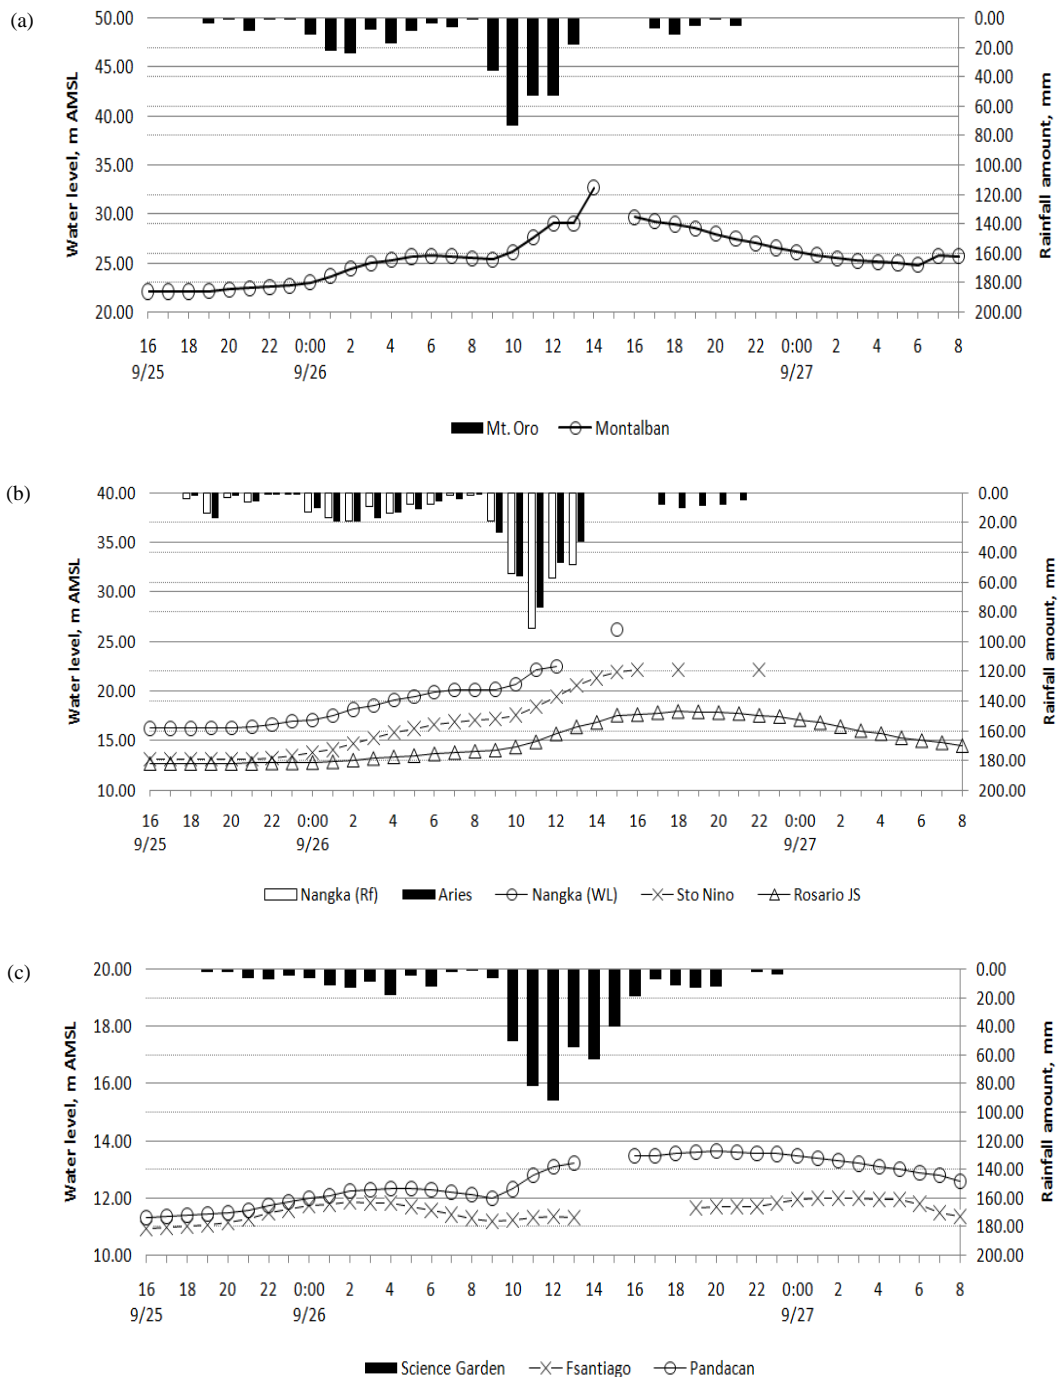 (a)
Water level, m AMSL
50.00
45.00
40.00
35.00
30.00
25.00
20.00
0.00
20.00
40.00
60.00
80.00
100.00
120.00
140.00
160.00
180.00
200.00
Rainfall amount, mm
16 18 20 22 0:00 2 4 6 8 10 12 14 16 18 20 22 0:00 2 4 6 8
9/25 9/26 9/27
Mt. Oro Montalban
(b)
Water level, m AMSL
40.00
35.00
30.00
25.00
20.00
15.00
10.00
0.00
20.00
40.00
60.00
80.00
100.00
120.00
140.00
160.00
180.00
200.00
Rainfall amount, mm
16 18 20 22 0:00 2 4 6 8 10 12 14 16 18 20 22 0:00 2 4 6 8
9/25 9/26 9/27
Nangka (Rf) Aries Nangka (WL) Sto Nino Rosario JS
(c)
Water level, m AMSL
20.00
18.00
16.00
14.00
12.00
10.00
0.00
20.00
40.00
60.00
80.00
100.00
120.00
140.00
160.00
180.00
200.00
Rainfall amount, mm
16 18 20 22 0:00 2 4 6 8 10 12 14 16 18 20 22 0:00 2 4 6 8
9/25 9/26 9/27
Science Garden Fsantiago Pandacan